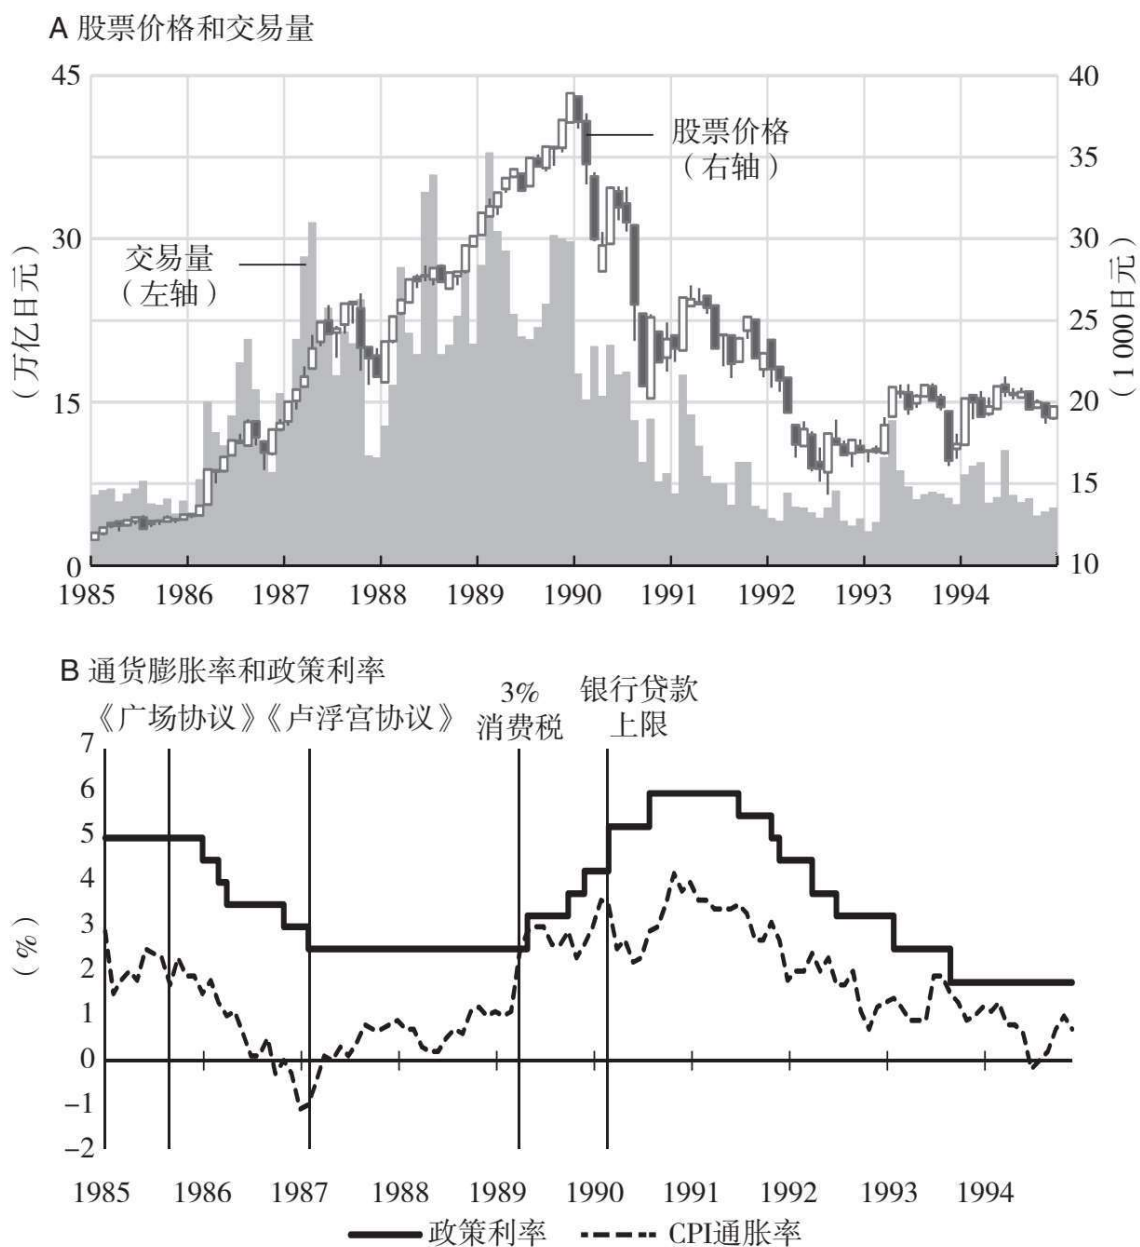 A 股票价格和交易量
45
40
股票价格
（右轴）
35
30
30
交易量
（左轴）
（万亿日元）
（1 000日元）
25
15
20
15
0
10
1985 1986 1987 1988 1989 1990 1991 1992 1993 1994
B 通货膨胀率和政策利率
《广场协议》《卢浮宫协议》
3%
消费税
银行贷款
上限
7
6
5
4
3
（%）
2
1
0
−1
−2
1985 1986 1987 1988 1989 1990 1991 1992 1993 1994
政策利率 CPI通胀率